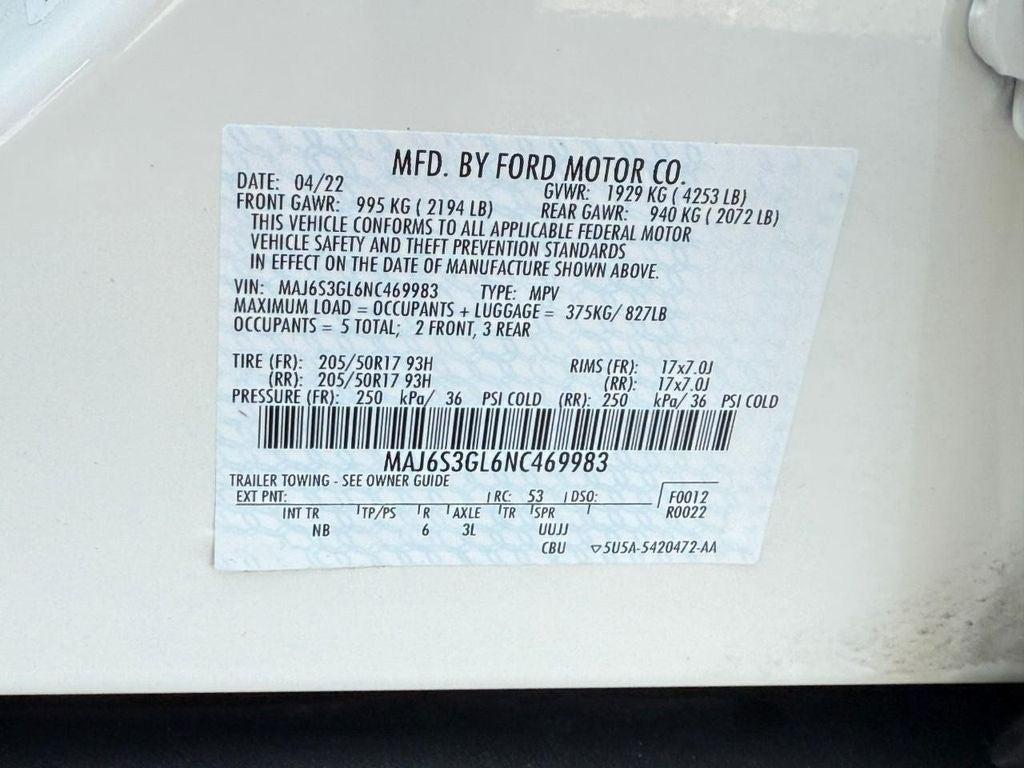 MFD. BY FORD MOTOR CO.
DATE: 04/22 GVWR: 1929 KG ( 4253 LB)
FRONT GAWR: 995 KG ( 2194 LB) REAR GAWR: 940 KG ( 2072 LB)
THIS VEHICLE CONFORMS TO ALL APPLICABLE FEDERAL MOTOR
VEHICLE SAFETY AND THEFT PREVENTION STANDARDS
IN EFFECT ON THE DATE OF MANUFACTURE SHOWN ABOVE.
VIN: MAJ6S3GL6NC469983 TYPE: MPV
MAXIMUM LOAD = OCCUPANTS + LUGGAGE = 375KG/ 827LB
OCCUPANTS = 5 TOTAL; 2 FRONT, 3 REAR
TIRE (FR): 205/50R17 93H RIMS (FR): 17x7.0J
(RR): 205/50R17 93H (RR): 17x7.0J
PRESSURE (FR): 250 kPa/ 36 PSI COLD (RR): 250 kPa/ 36 PSI COLD
MAJ6S3GL6NC469983
TRAILER TOWING - SEE OWNER GUIDE
EXT PNT: RC: 53 DSO: F0012
INT TR TP/PS R AXLE TR SPR R0022
NB 6 3L UUJJ
CBU ▽5U5A-5420472-AA